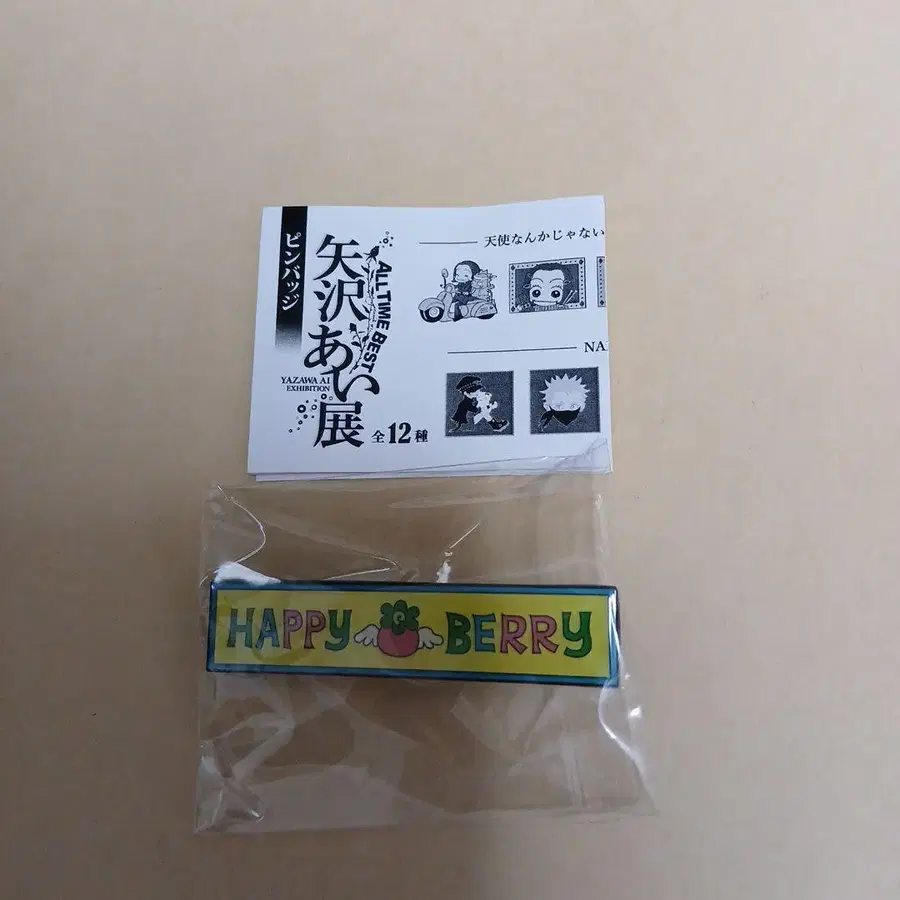 ピンバッジ
矢沢あい展
ALL TIME BEST
YAZAWA AI
EXHIBITION
全12種
天使なんかじゃない
NA
HAPPY BERRY